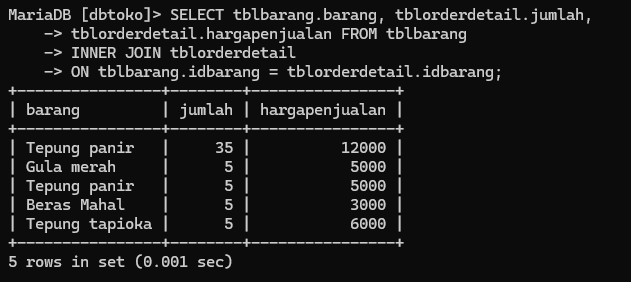 MariaDB [dbtoko]> SELECT tblbarang.barang, tblorderdetail.jumlah,
    -> tblorderdetail.hargapenjualan FROM tblbarang
    -> INNER JOIN tblorderdetail
    -> ON tblbarang.idbarang = tblorderdetail.idbarang;
+----------------+--------+----------------+
| barang         | jumlah | hargapenjualan |
+----------------+--------+----------------+
| Tepung panir   |     35 |          12000 |
| Gula merah     |      5 |           5000 |
| Tepung panir   |      5 |           5000 |
| Beras Mahal    |      5 |           3000 |
| Tepung tapioka |      5 |           6000 |
+----------------+--------+----------------+
5 rows in set (0.001 sec)